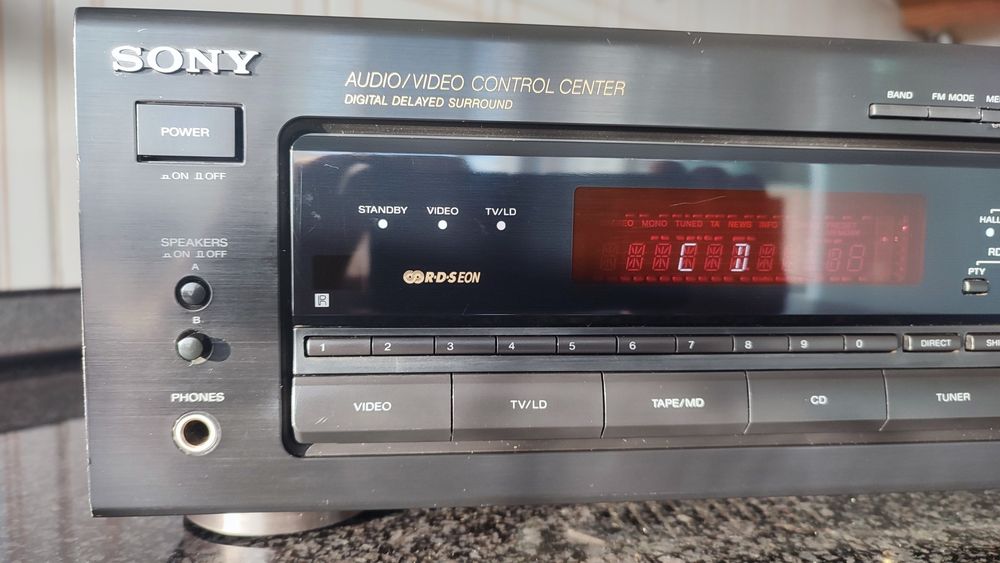 SONY
AUDIO/VIDEO CONTROL CENTER
DIGITAL DELAYED SURROUND
BAND FM MODE
POWER
ON OFF
STANDBY VIDEO TV/LD
MONO TUNED TA NEWS INFO
C D
SPEAKERS
ON OFF
A
B
R·D·S EON
PTY
1 2 3 4 5 6 7 8 9 0 DIRECT
PHONES
VIDEO TV/LD TAPE/MD CD TUNER